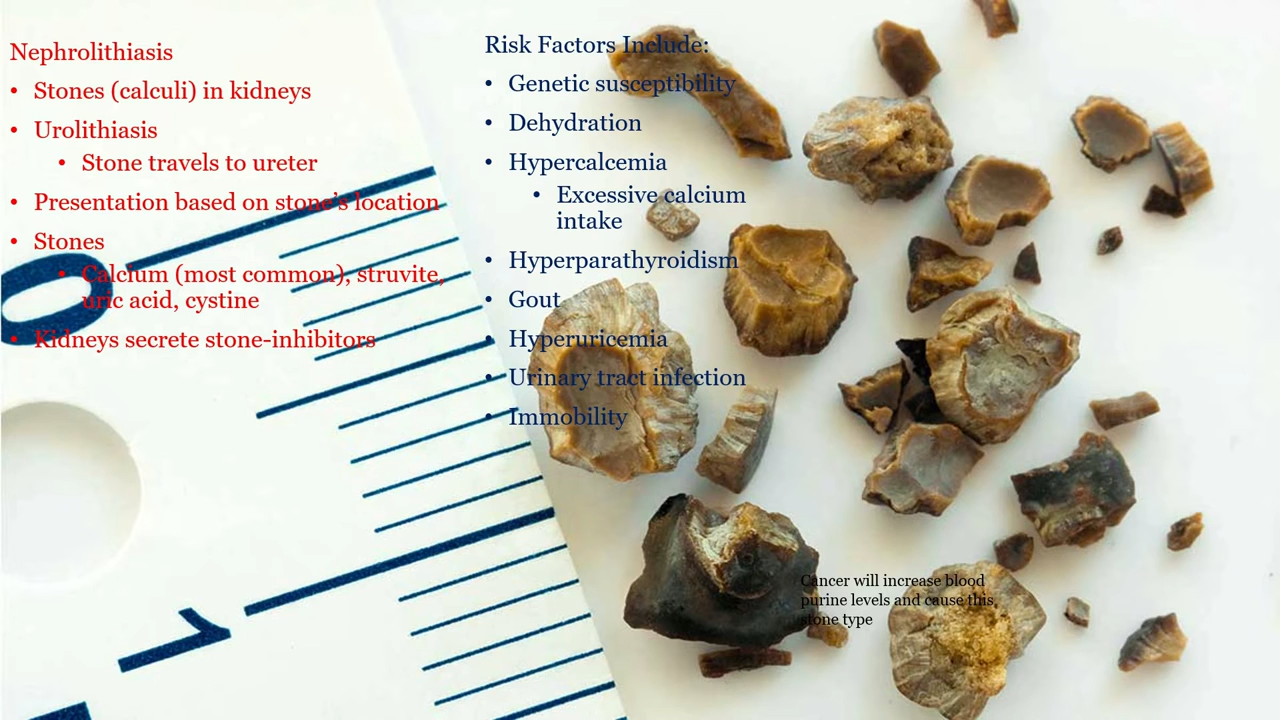 Nephrolithiasis
• Stones (calculi) in kidneys
• Urolithiasis
• Stone travels to ureter
• Presentation based on stone's location
• Stones
• Calcium (most common), struvite,
uric acid, cystine
• Kidneys secrete stone-inhibitors
Risk Factors Include:
• Genetic susceptibility
• Dehydration
• Hypercalcemia
• Excessive calcium
intake
• Hyperparathyroidism
• Gout
• Hyperuricemia
• Urinary tract infection
• Immobility
Cancer will increase blood
purine levels and cause this
stone type
0
1